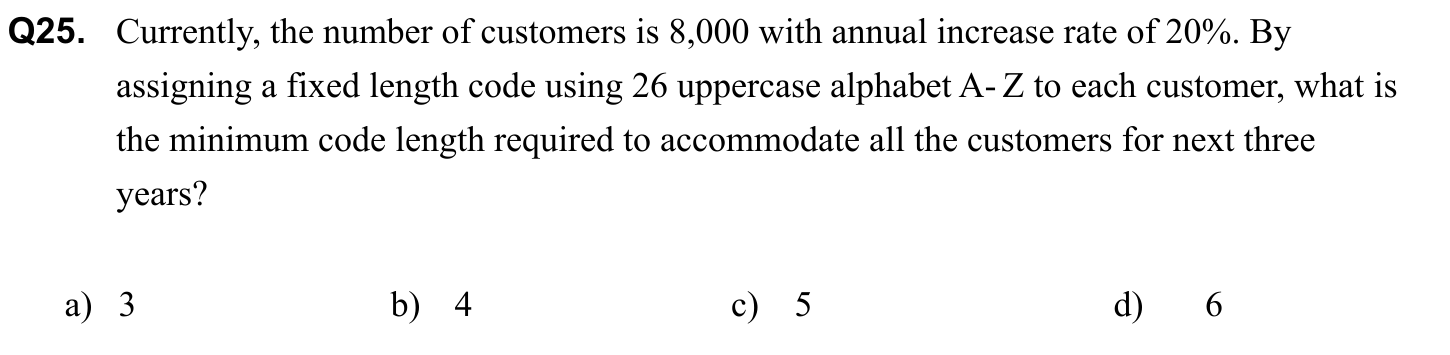 Q25. Currently, the number of customers is 8,000 with annual increase rate of 20%. By
assigning a fixed length code using 26 uppercase alphabet A- Z to each customer, what is
the minimum code length required to accommodate all the customers for next three
years?
a) 3 b) 4 c) 5 d) 6